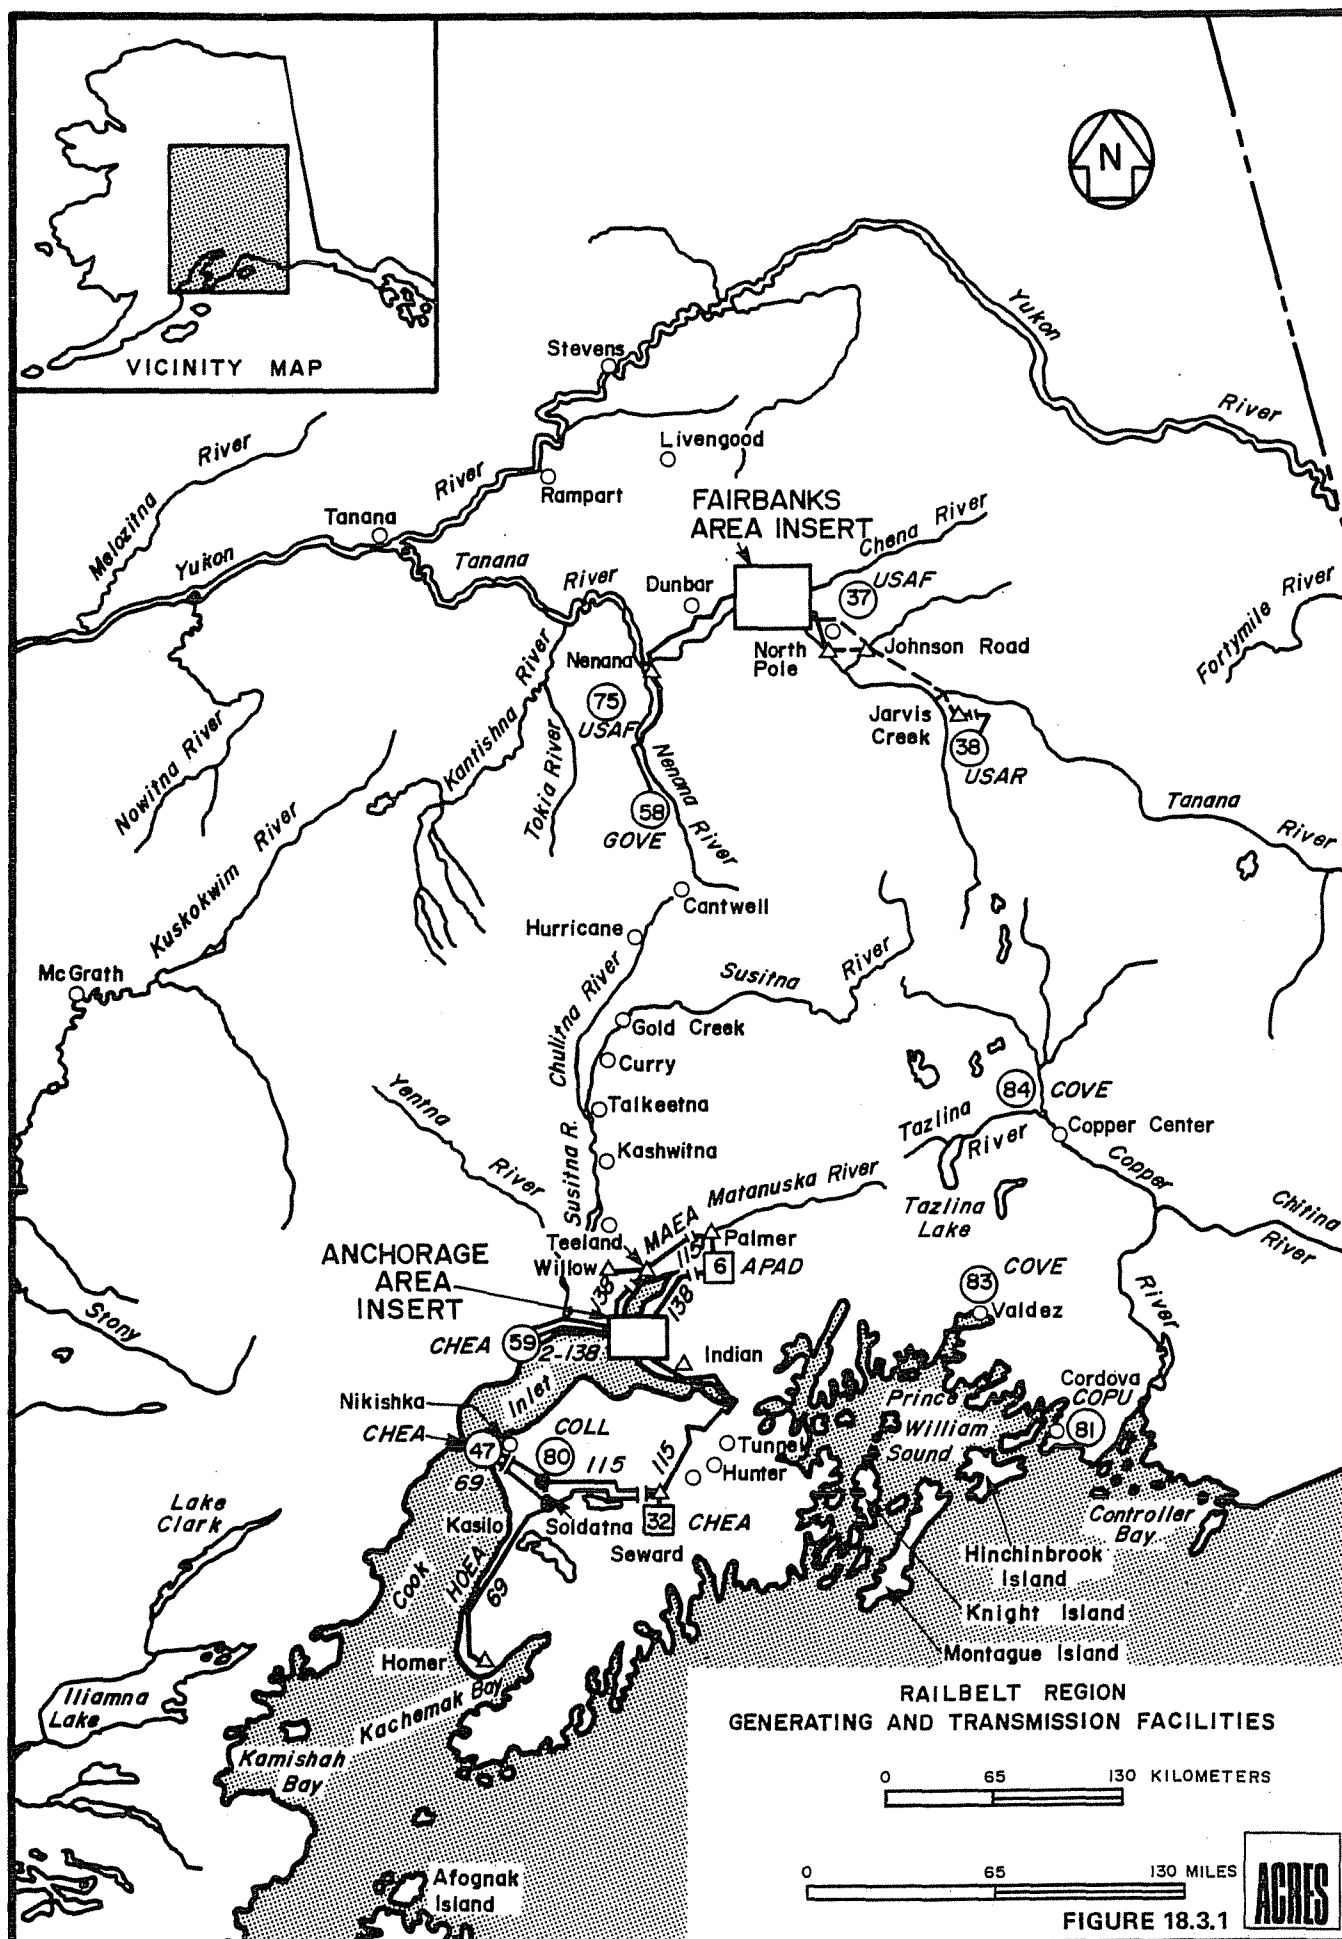 VICINITY MAP
N
Stevens
Yukon
River
Livengood
Melozitna River
River
Rampart
FAIRBANKS
AREA INSERT
Tanana
Yukon
Tanana
River
Chena River
Dunbar
37
USAF
Fortymile River
North
Pole
Johnson Road
Nenana
75
USAF
Kantishna River
Jarvis
Creek
38
USAR
Nowitna River
Tokia River
Nenana River
58
GOVE
Tanana
River
Kuskokwim River
Cantwell
Hurricane
McGrath
Chulitna River
Susitna
River
Gold Creek
Curry
84
COVE
Yentna
River
Talkeetna
Tazlina
River
Copper Center
Kashwitna
Susitna R.
Copper
River
Matanuska River
Tazlina
Lake
Chitina
River
Teeland
MAEA
Palmer
115
Willow
6
APAD
ANCHORAGE
AREA
INSERT
138
138
83
COVE
Valdez
Stony
CHEA
59
2-138
Indian
Nikishka
Inlet
Prince
William
Sound
Cordova
COPU
81
CHEA
47
COLL
80
115
115
Tunnel
Hunter
69
Lake
Clark
Kasilo
Soldatna
32
CHEA
Seward
Controller
Bay
Cook
HOEA
69
Hinchinbrook
Island
Knight Island
Homer
Montague Island
Iliamna
Lake
Kachemak Bay
Kamishah
Bay
RAILBELT REGION
GENERATING AND TRANSMISSION FACILITIES
0 65 130 KILOMETERS
Afognak
Island
0 65 130 MILES
ACRES
FIGURE 18.3.1